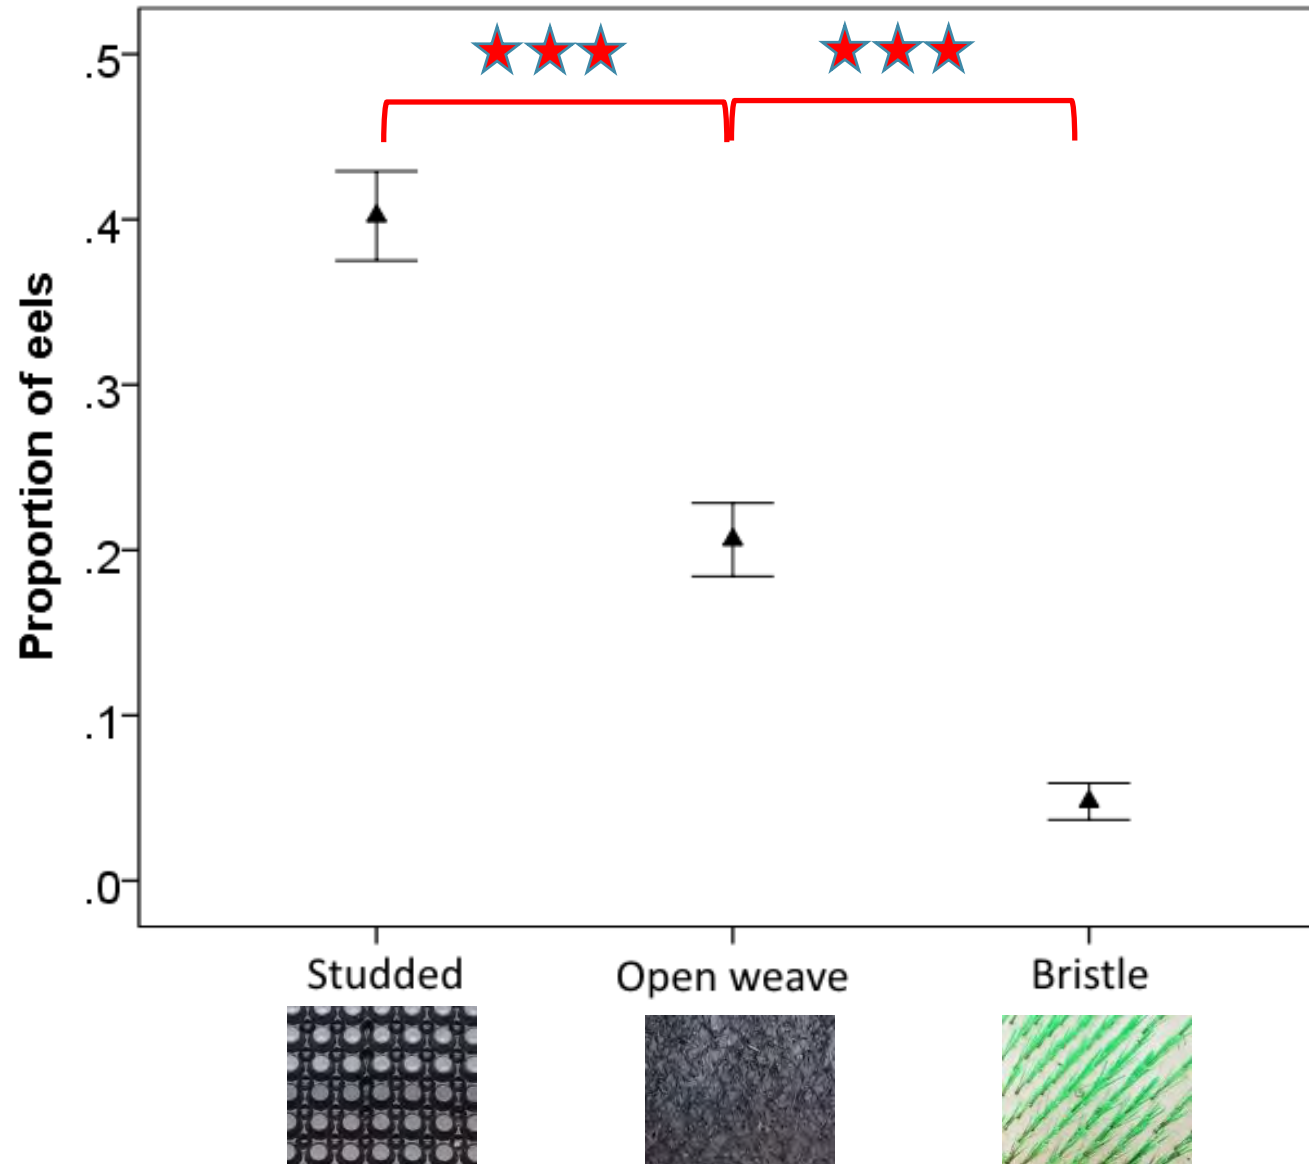 Proportion of eels
.5
.4
.3
.2
.1
.0
Studded
Open weave
Bristle